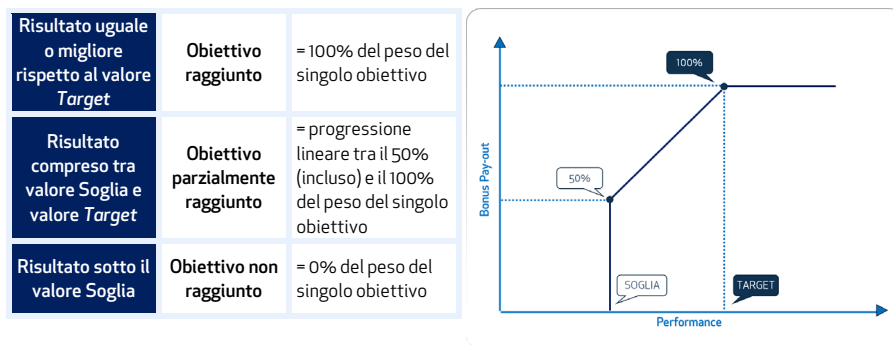 Risultato uguale
o migliore
rispetto al valore
Target
Obiettivo
raggiunto
= 100% del peso del
singolo obiettivo
Risultato
compreso tra
valore Soglia e
valore Target
Obiettivo
parzialmente
raggiunto
= progressione
lineare tra il 50%
(incluso) e il 100%
del peso del singolo
obiettivo
Risultato sotto il
valore Soglia
Obiettivo non
raggiunto
= 0% del peso del
singolo obiettivo
Bonus Pay-out
100%
50%
SOGLIA
TARGET
Performance